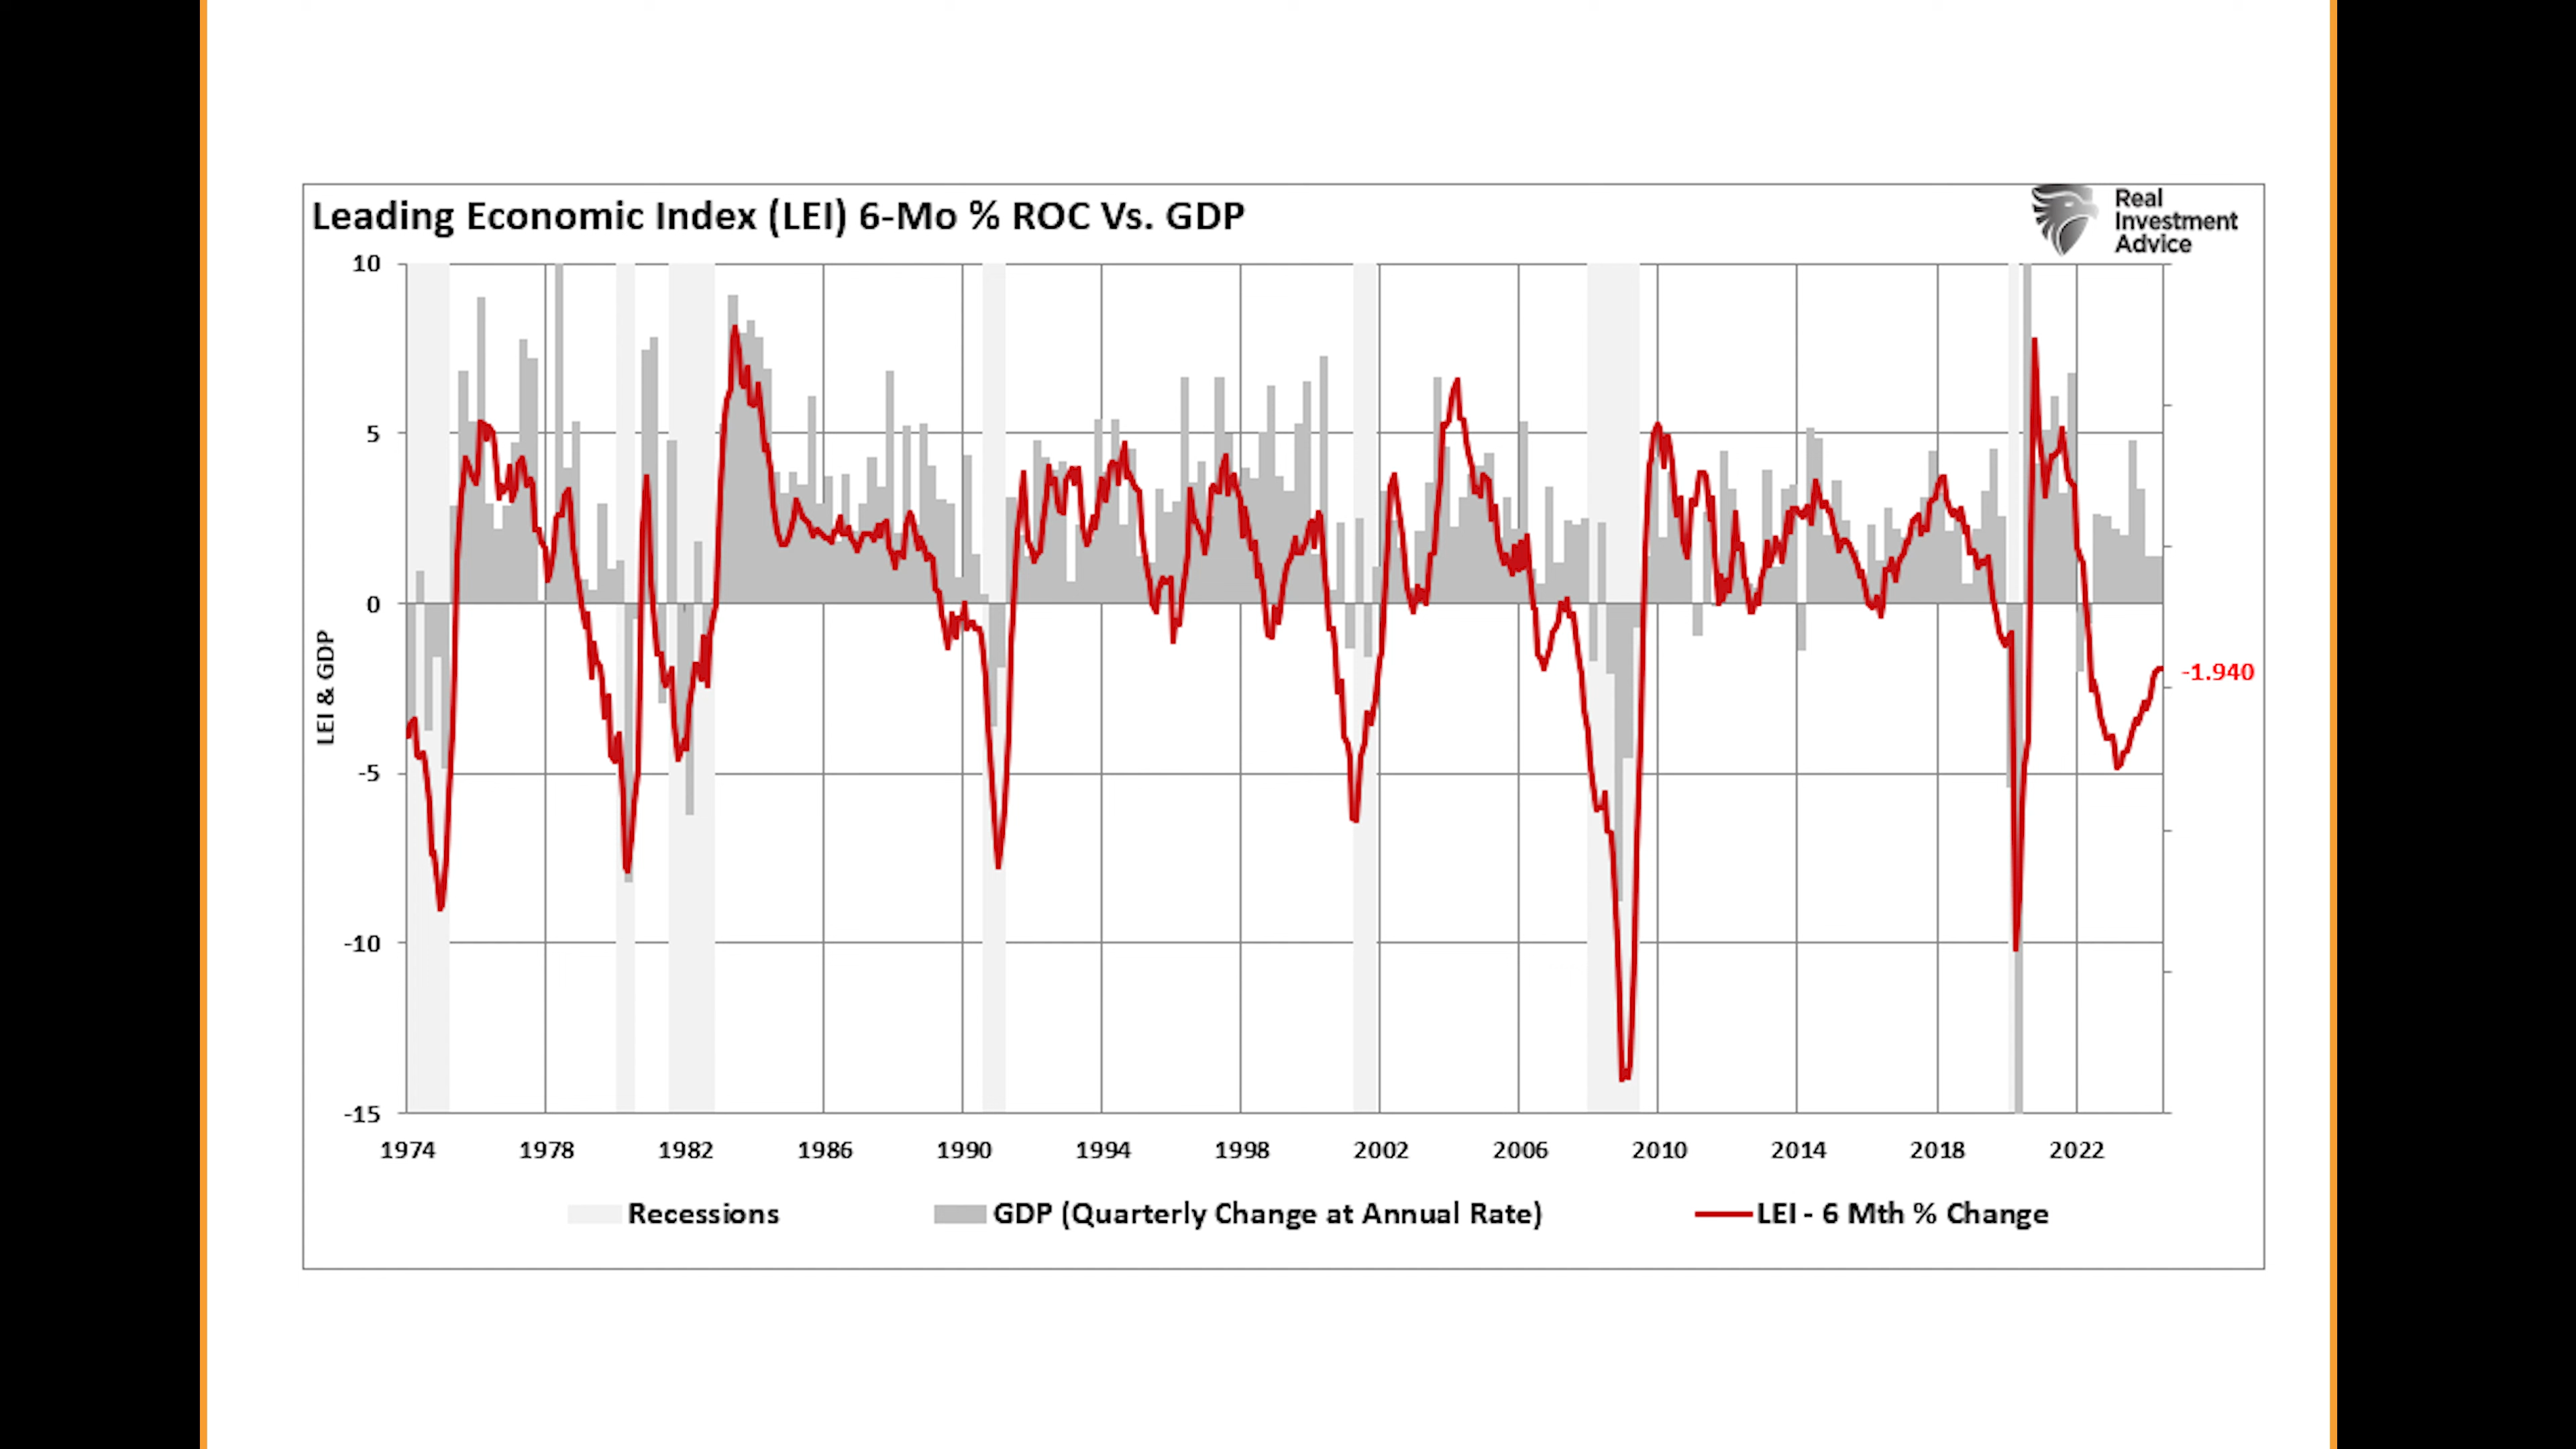 Leading Economic Index (LEI) 6-Mo % ROC Vs. GDP
Real
Investment
Advice
10
5
0
-5
-10
-15
LEI & GDP
-1.940
1974 1978 1982 1986 1990 1994 1998 2002 2006 2010 2014 2018 2022
Recessions GDP (Quarterly Change at Annual Rate) LEI - 6 Mth % Change